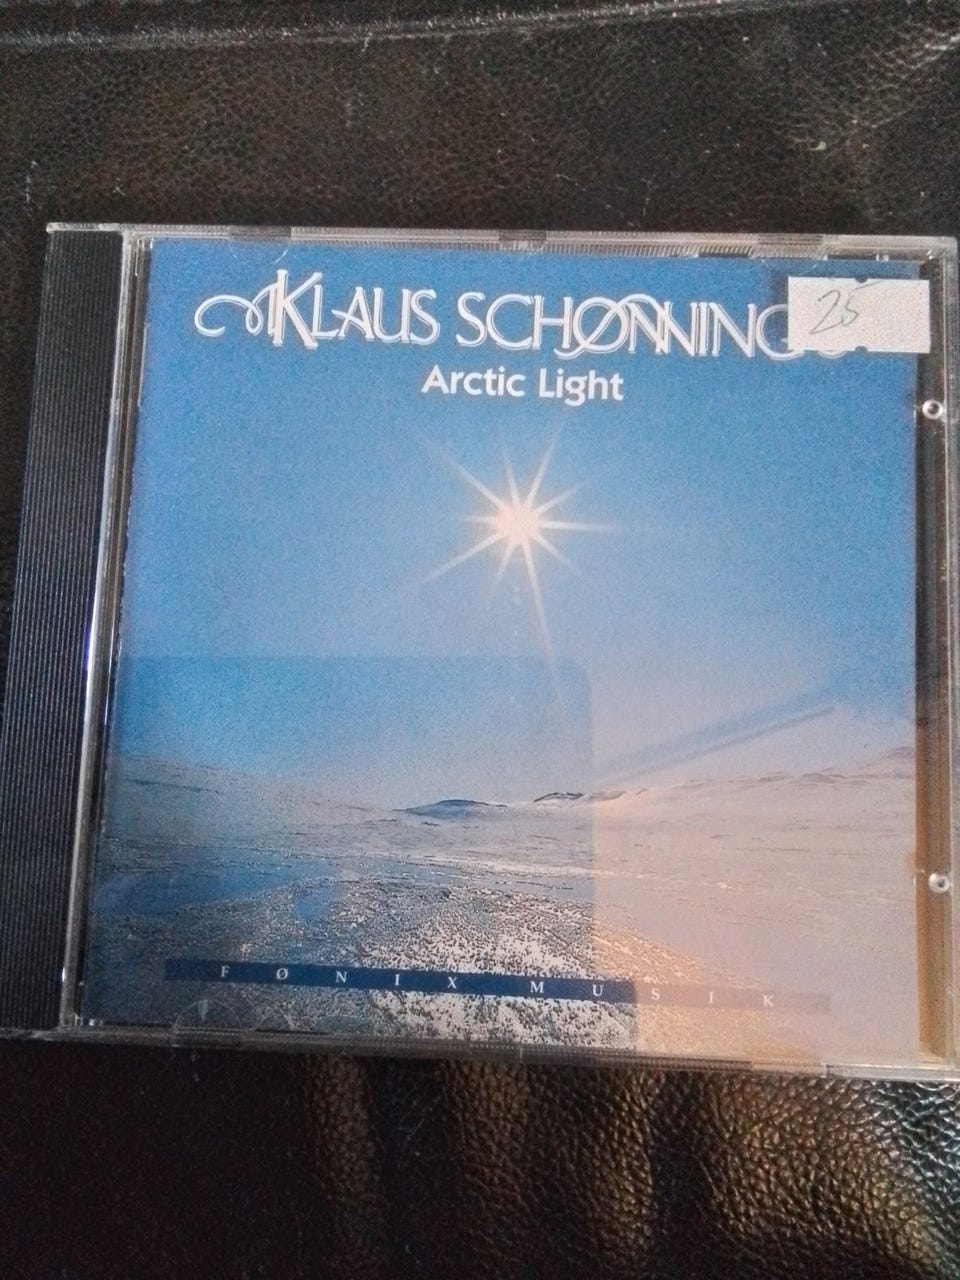 KLAUS SCHØNNING
25
Arctic Light
FØNIX MUSIK